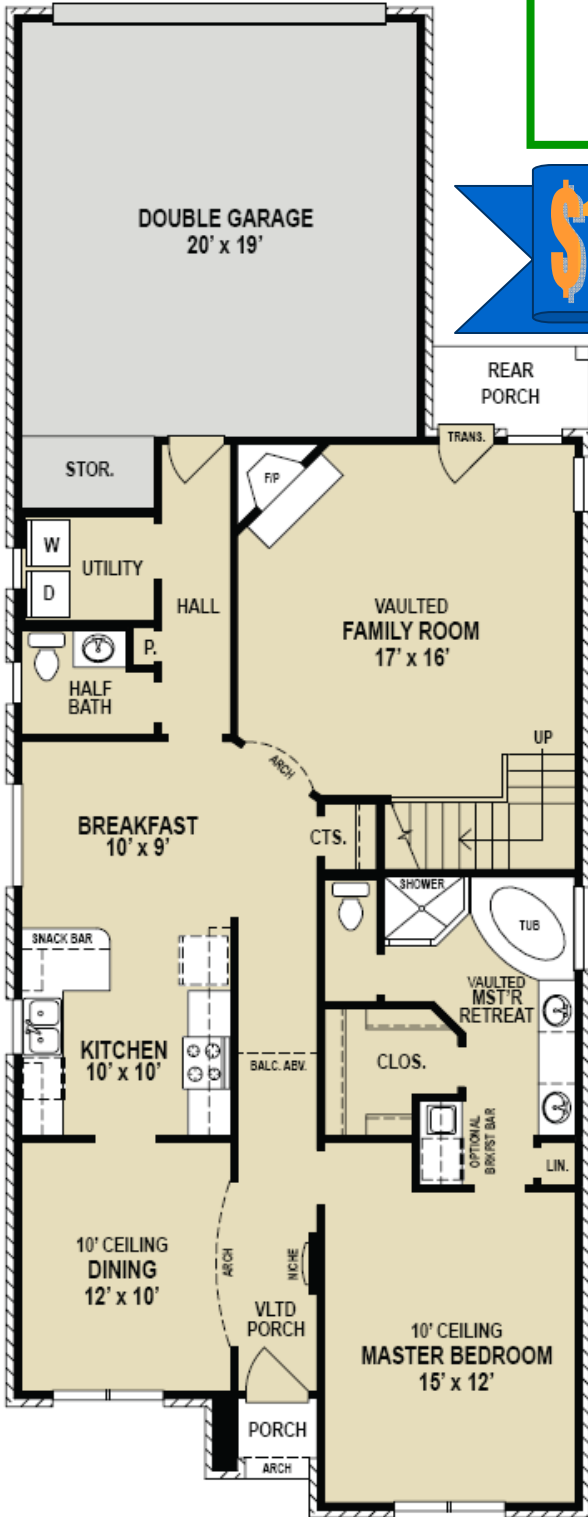 DOUBLE GARAGE
20' x 19'
$
REAR
PORCH
TRANS.
STOR.
F/P
W
UTILITY
D
HALL
VAULTED
FAMILY ROOM
17' x 16'
P.
HALF
BATH
UP
ARCH
BREAKFAST
10' x 9'
CTS.
SHOWER
TUB
SNACK BAR
VAULTED
MST'R
RETREAT
KITCHEN
10' x 10'
BALC. ABV.
CLOS.
OPTIONAL
BRKFST BAR
LIN.
10' CEILING
DINING
12' x 10'
ARCH
NICHE
VLTD
PORCH
10' CEILING
MASTER BEDROOM
15' x 12'
PORCH
ARCH